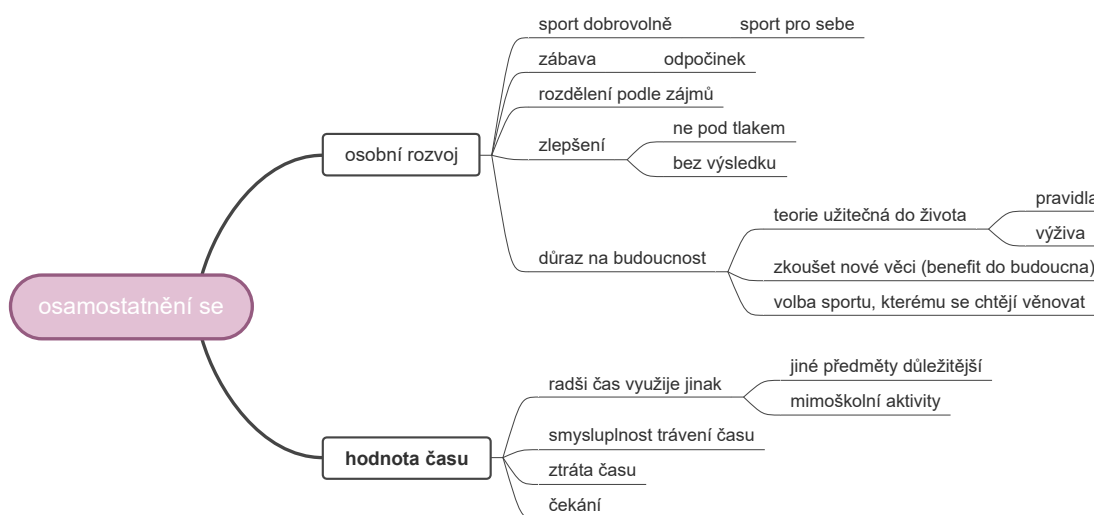 osamostatnění se
osobní rozvoj
sport dobrovolně sport pro sebe
zábava odpočinek
rozdělení podle zájmů
zlepšení
ne pod tlakem
bez výsledku
důraz na budoucnost
teorie užitečná do života
pravidla
výživa
zkoušet nové věci (benefit do budoucna)
volba sportu, kterému se chtějí věnovat
hodnota času
radši čas využije jinak
jiné předměty důležitější
mimoškolní aktivity
smysluplnost trávení času
ztráta času
čekání